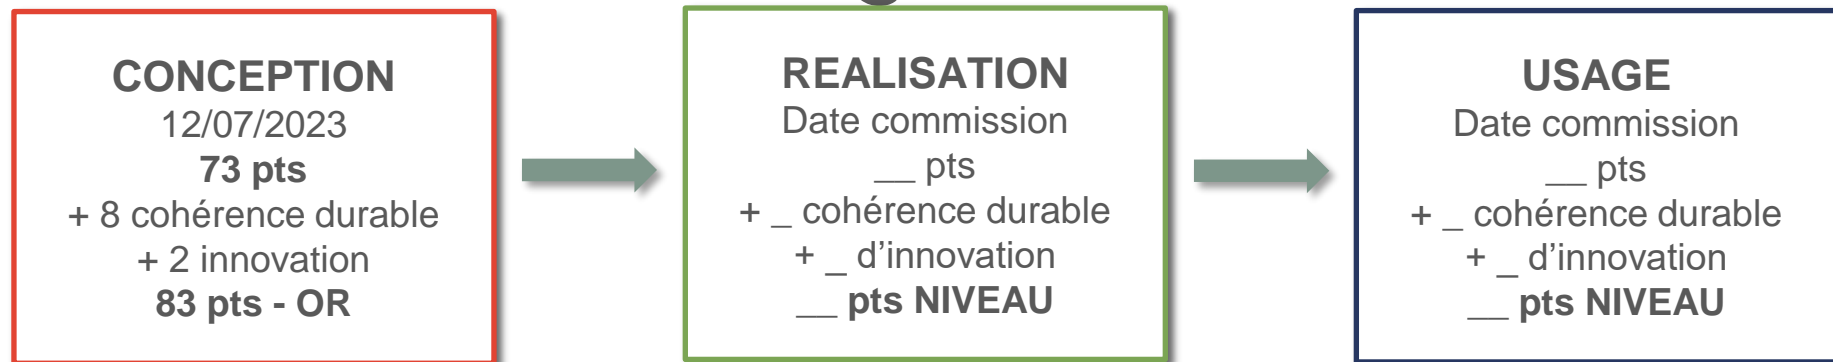 CONCEPTION
12/07/2023
73 pts
+ 8 cohérence durable
+ 2 innovation
83 pts - OR
REALISATION
Date commission
__ pts
+ _ cohérence durable
+ _ d’innovation
__ pts NIVEAU
USAGE
Date commission
__ pts
+ _ cohérence durable
+ _ d’innovation
__ pts NIVEAU